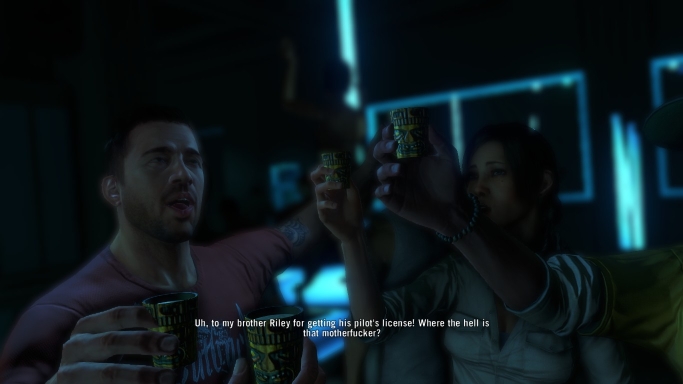 Uh, to my brother Riley for getting his pilot's license! Where the hell is
that motherfucker?